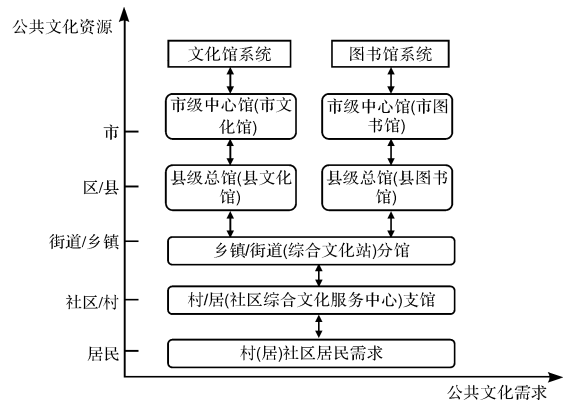 公共文化资源
文化馆系统
图书馆系统
市级中心馆(市文
化馆)
市级中心馆(市图
书馆)
市
县级总馆(县文化
馆)
县级总馆(县图书
馆)
区/县
街道/乡镇
乡镇/街道(综合文化站)分馆
社区/村
村/居(社区综合文化服务中心)支馆
居民
村(居)社区居民需求
公共文化需求